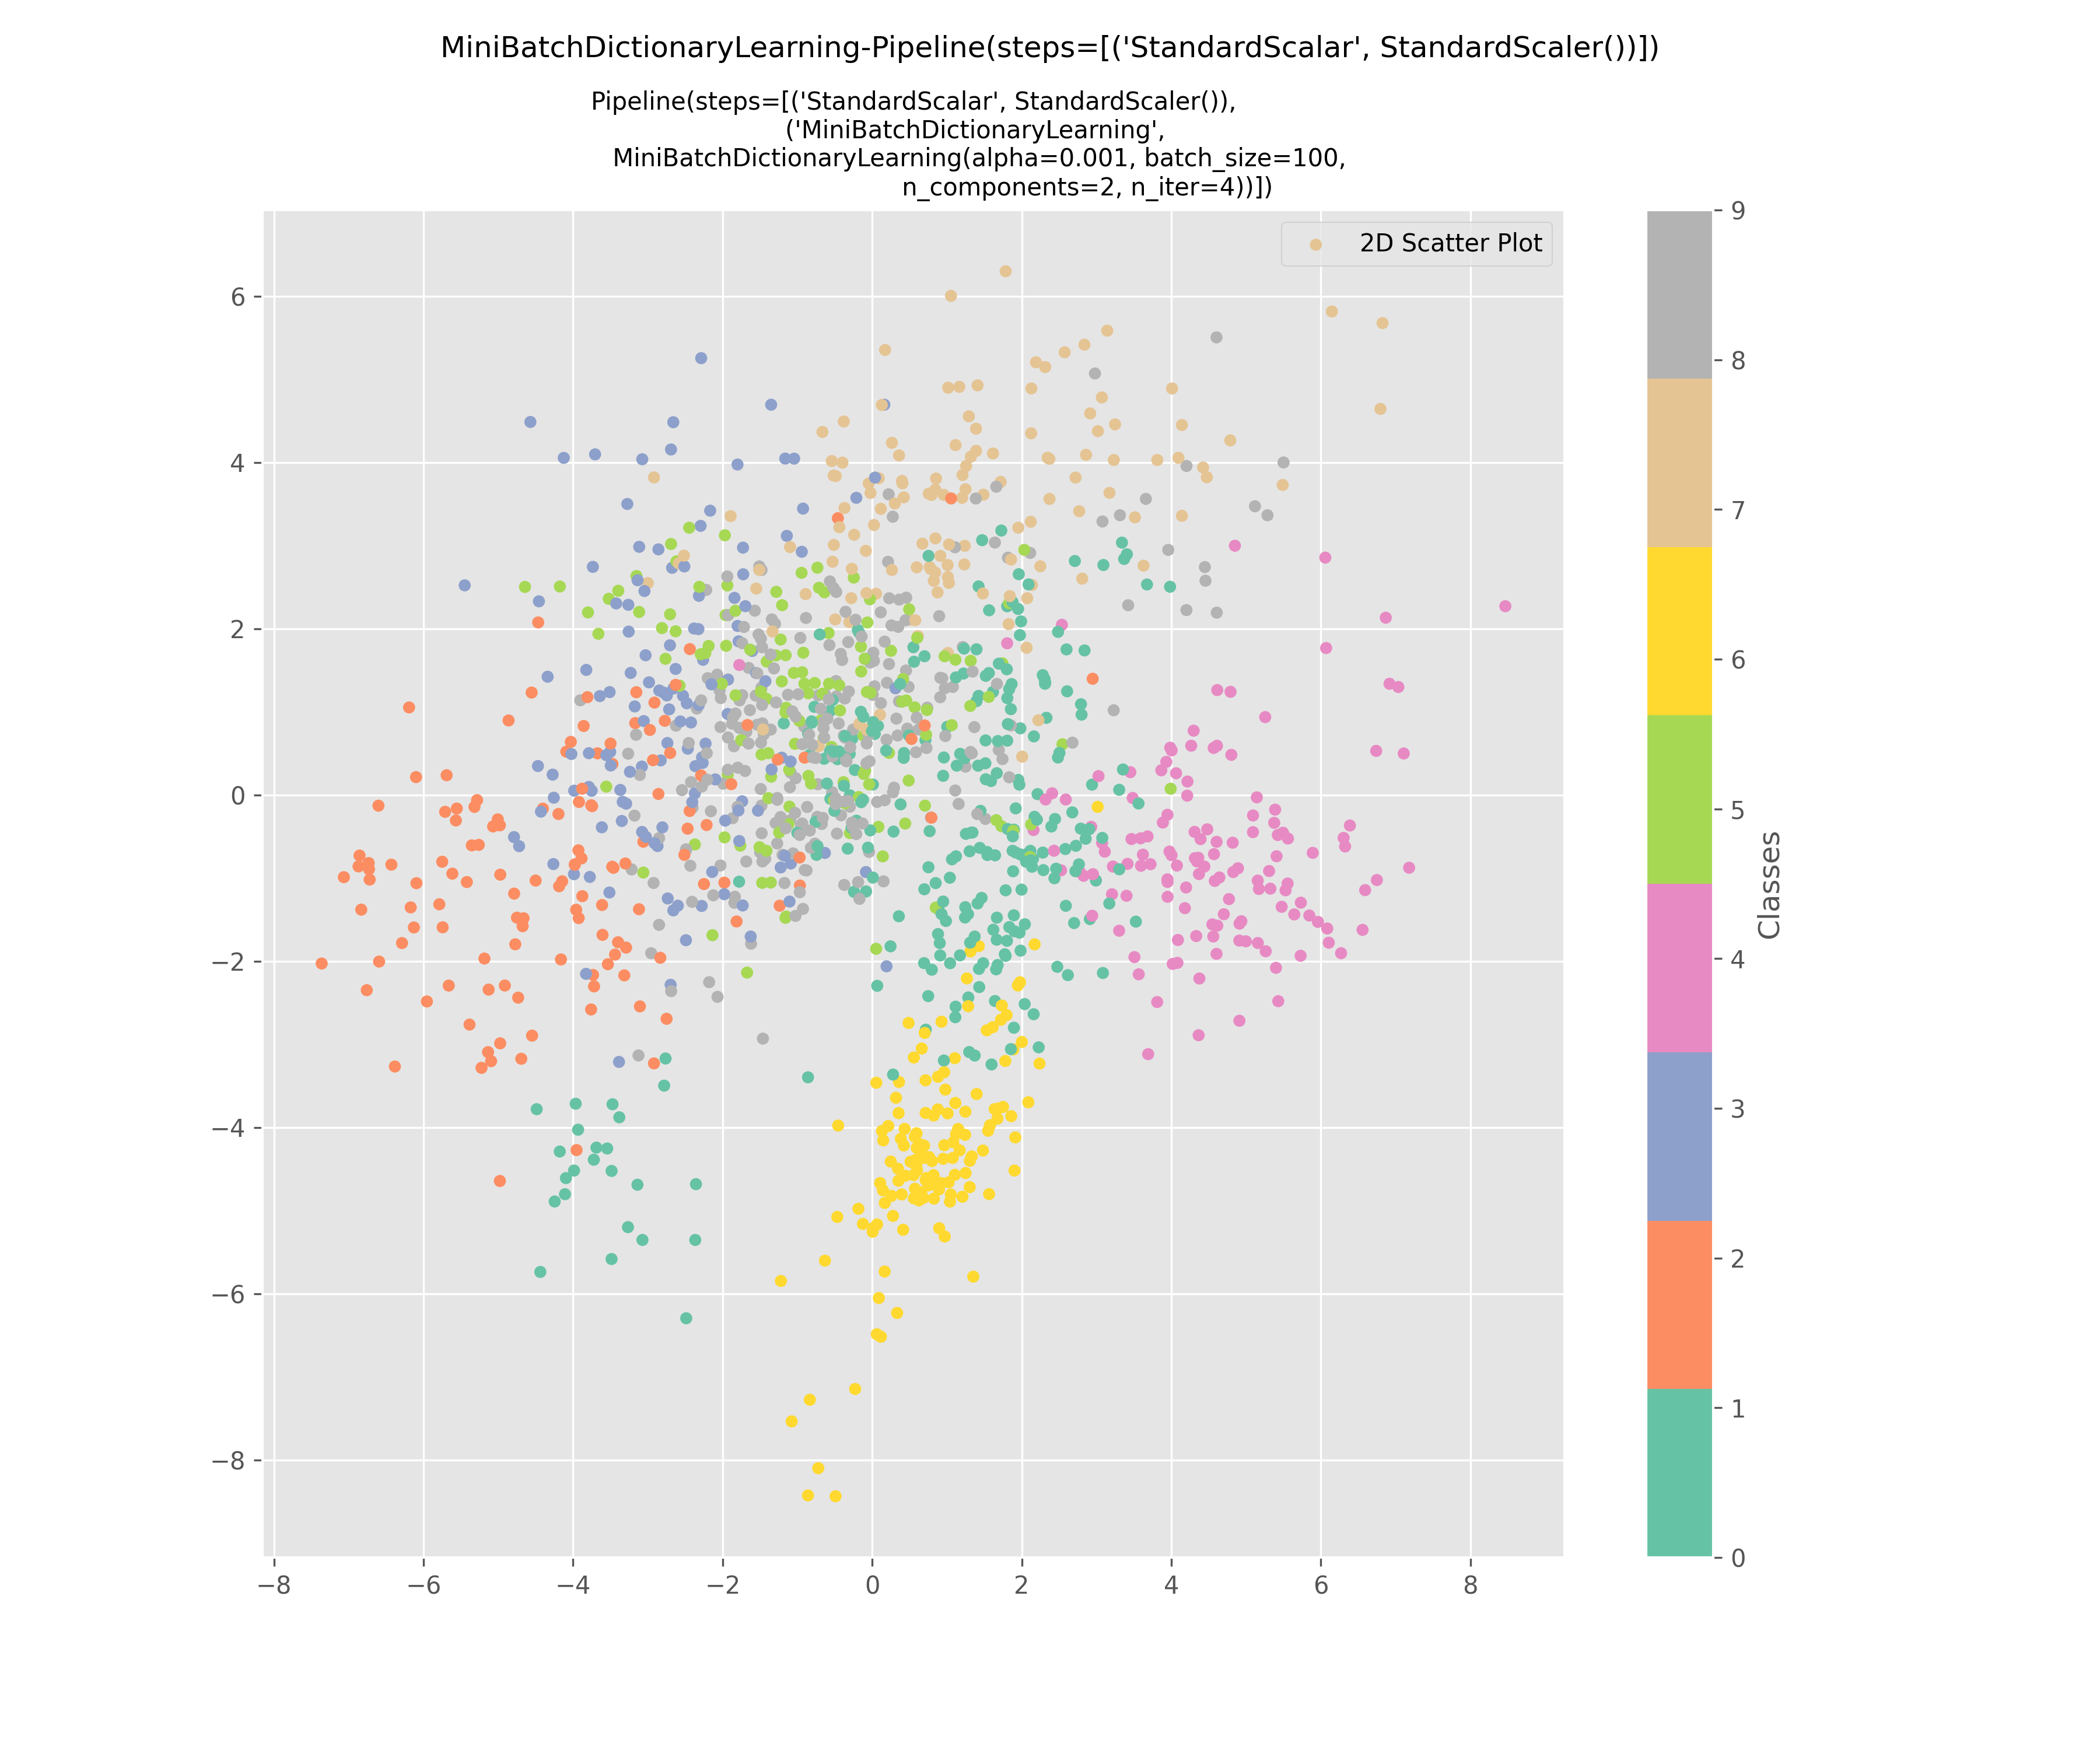 MiniBatchDictionaryLearning-Pipeline(steps=[('StandardScalar', StandardScaler())])
Pipeline(steps=[('StandardScalar', StandardScaler()),
('MiniBatchDictionaryLearning',
MiniBatchDictionaryLearning(alpha=0.001, batch_size=100,
n_components=2, n_iter=4))])
2D Scatter Plot
6
4
2
0
−2
−4
−6
−8
−8 −6 −4 −2 0 2 4 6 8
9
8
7
6
5
4
3
2
1
0
Classes